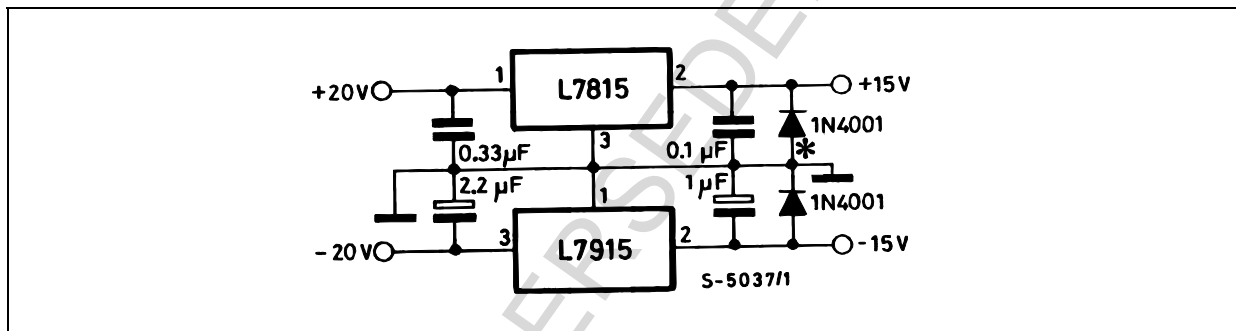 L7815
1
2
3
+20V
+15V
1N4001
*
0.33µF
0.1 µF
2.2 µF
1 µF
1
1N4001
-20V
3
L7915
2
-15V
S-5037/1